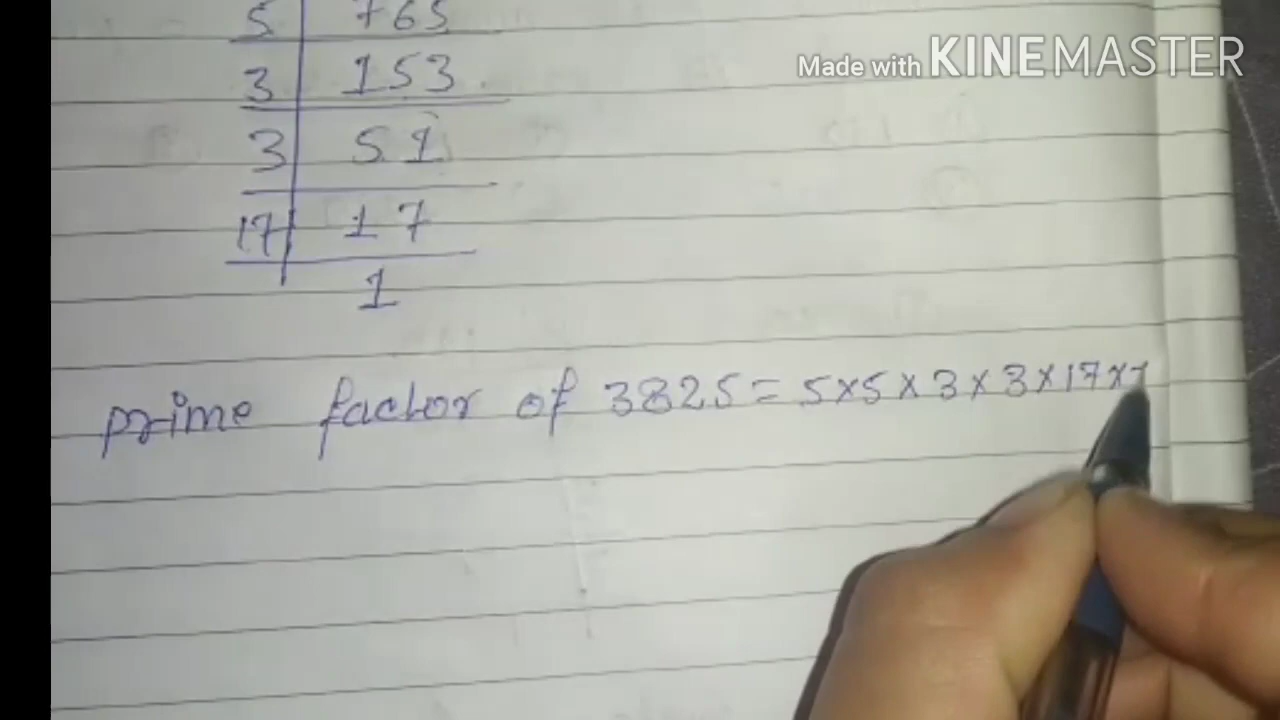 5 765
Made with KINEMASTER
3 153
3 51
17 17
1
prime factor of 3825 = 5×5×3×3×17×1